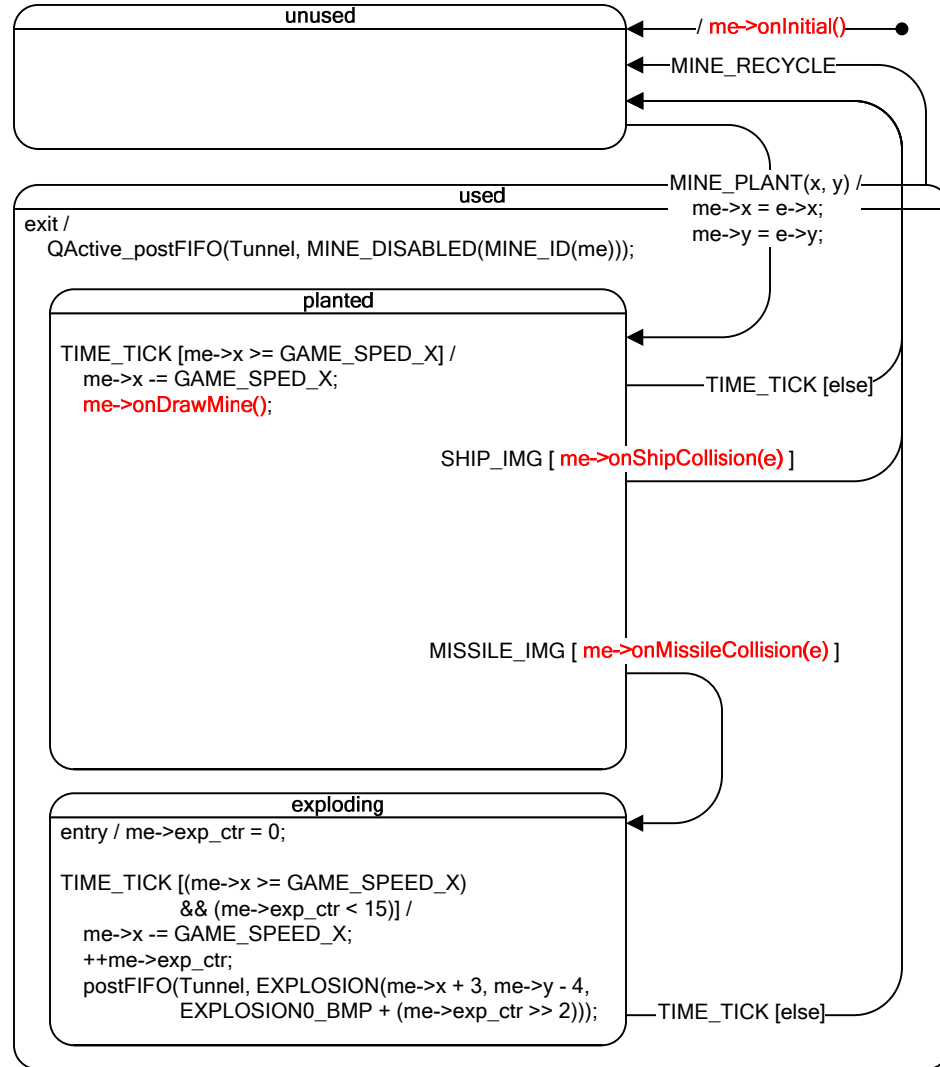 unused
/ me->onInitial()
MINE_RECYCLE
MINE_PLANT(x, y) /
me->x = e->x;
me->y = e->y;
used
exit /
QActive_postFIFO(Tunnel, MINE_DISABLED(MINE_ID(me)));
planted
TIME_TICK [me->x >= GAME_SPED_X] /
me->x -= GAME_SPED_X;
me->onDrawMine();
TIME_TICK [else]
SHIP_IMG [ me->onShipCollision(e) ]
MISSILE_IMG [ me->onMissileCollision(e) ]
exploding
entry / me->exp_ctr = 0;
TIME_TICK [(me->x >= GAME_SPEED_X)
&& (me->exp_ctr < 15)] /
me->x -= GAME_SPEED_X;
++me->exp_ctr;
postFIFO(Tunnel, EXPLOSION(me->x + 3, me->y - 4,
EXPLOSION0_BMP + (me->exp_ctr >> 2)));
TIME_TICK [else]